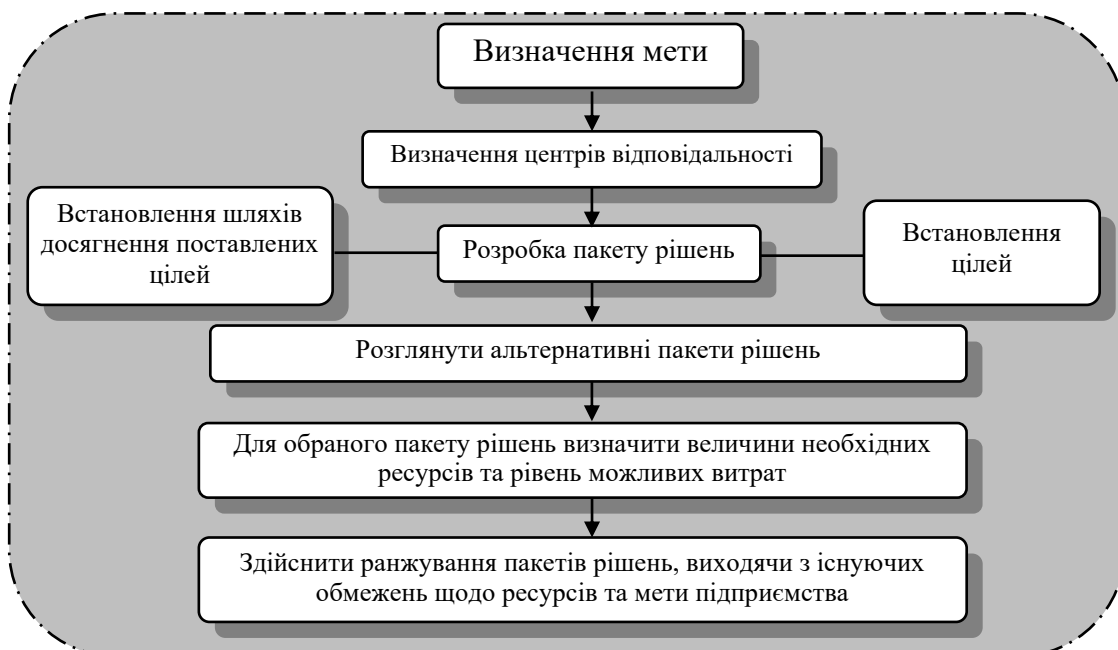 Визначення мети
Визначення центрів відповідальності
Встановлення шляхів
досягнення поставлених
цілей
Розробка пакету рішень
Встановлення
цілей
Розглянути альтернативні пакети рішень
Для обраного пакету рішень визначити величини необхідних
ресурсів та рівень можливих витрат
Здійснити ранжування пакетів рішень, виходячи з існуючих
обмежень щодо ресурсів та мети підприємства